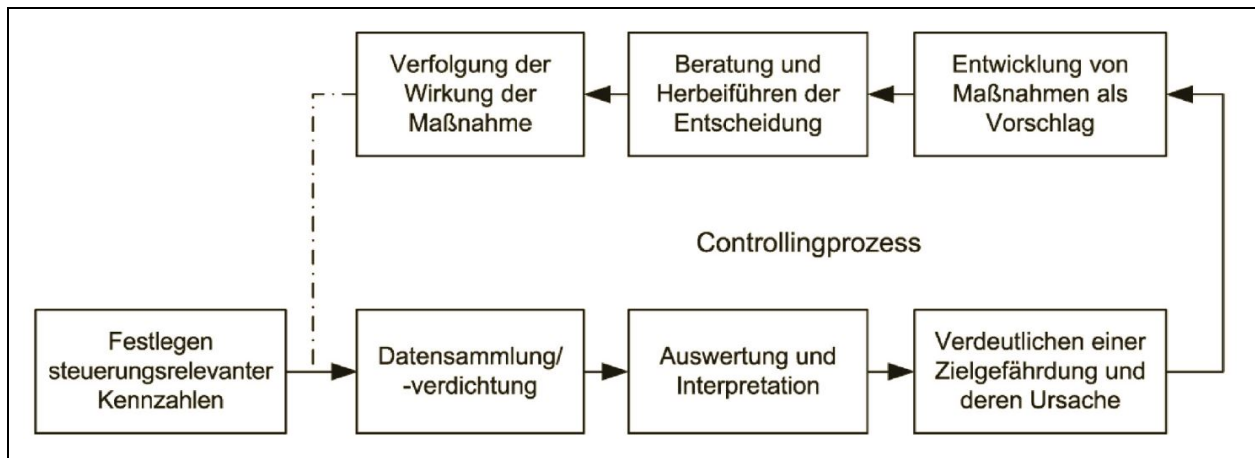 Verfolgung der
Wirkung der
Maßnahme
Beratung und
Herbeiführen der
Entscheidung
Entwicklung von
Maßnahmen als
Vorschlag
Controllingprozess
Festlegen
steuerungsrelevanter
Kennzahlen
Datensammlung/
-verdichtung
Auswertung und
Interpretation
Verdeutlichen einer
Zielgefährdung und
deren Ursache